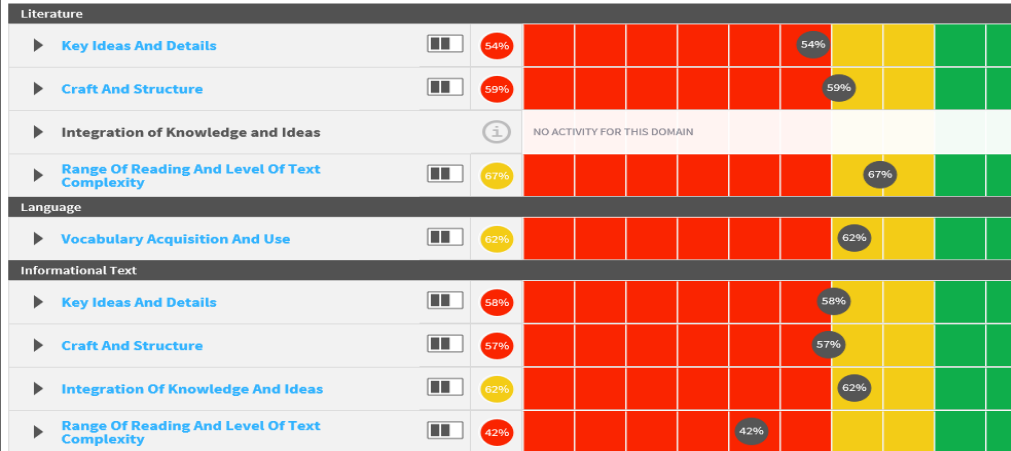 Literature
Key Ideas And Details 54% 54%
Craft And Structure 59% 59%
Integration of Knowledge and Ideas i NO ACTIVITY FOR THIS DOMAIN
Range Of Reading And Level Of Text
Complexity 67% 67%
Language
Vocabulary Acquisition And Use 62% 62%
Informational Text
Key Ideas And Details 58% 58%
Craft And Structure 57% 57%
Integration Of Knowledge And Ideas 62% 62%
Range Of Reading And Level Of Text
Complexity 42% 42%